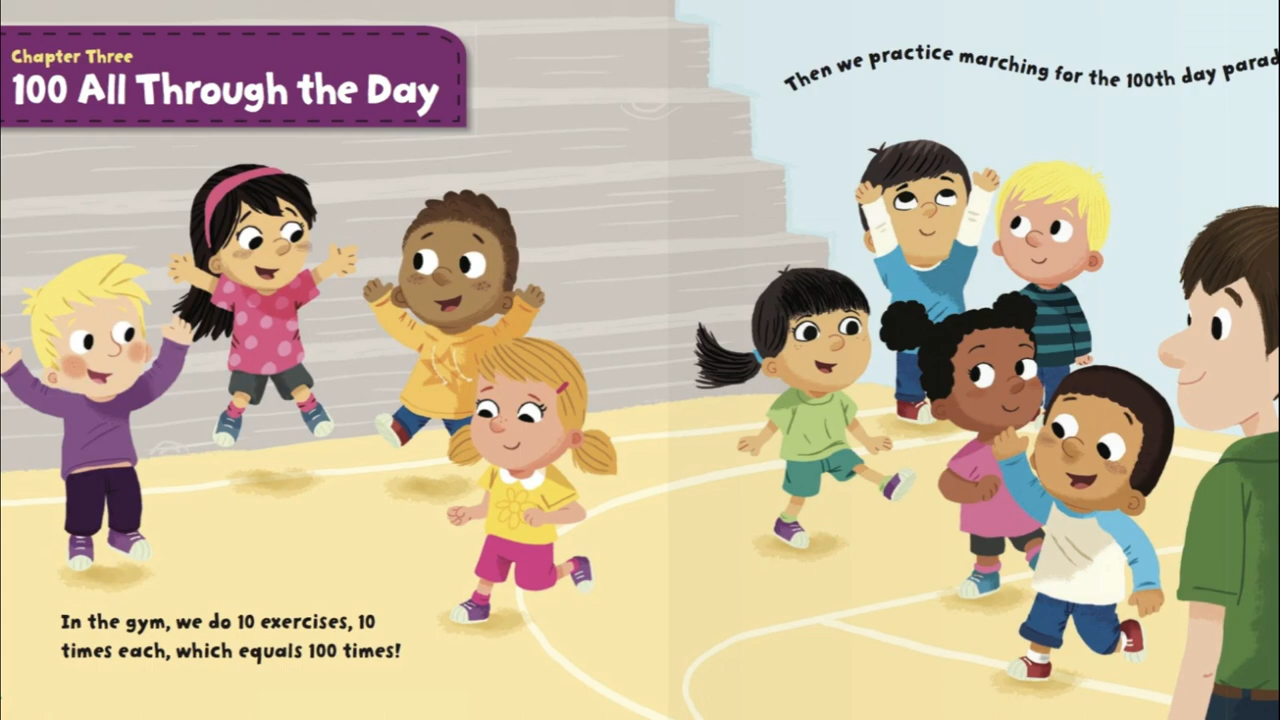 Chapter Three
100 All Through the Day
Then we practice marching for the 100th day parad
In the gym, we do 10 exercises, 10
times each, which equals 100 times!